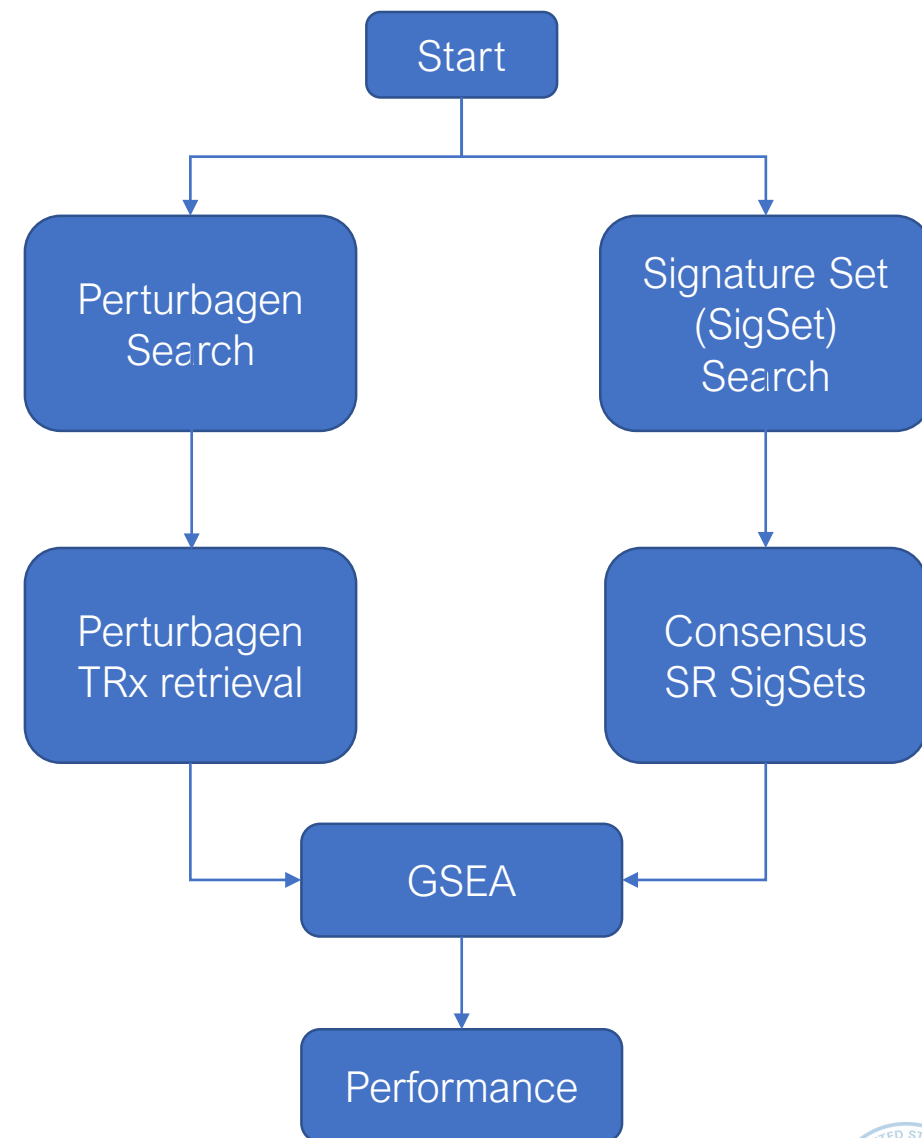 Start
Perturbagen
Search
Signature Set
(SigSet)
Search
Perturbagen
TRx retrieval
Consensus
SR SigSets
GSEA
Performance